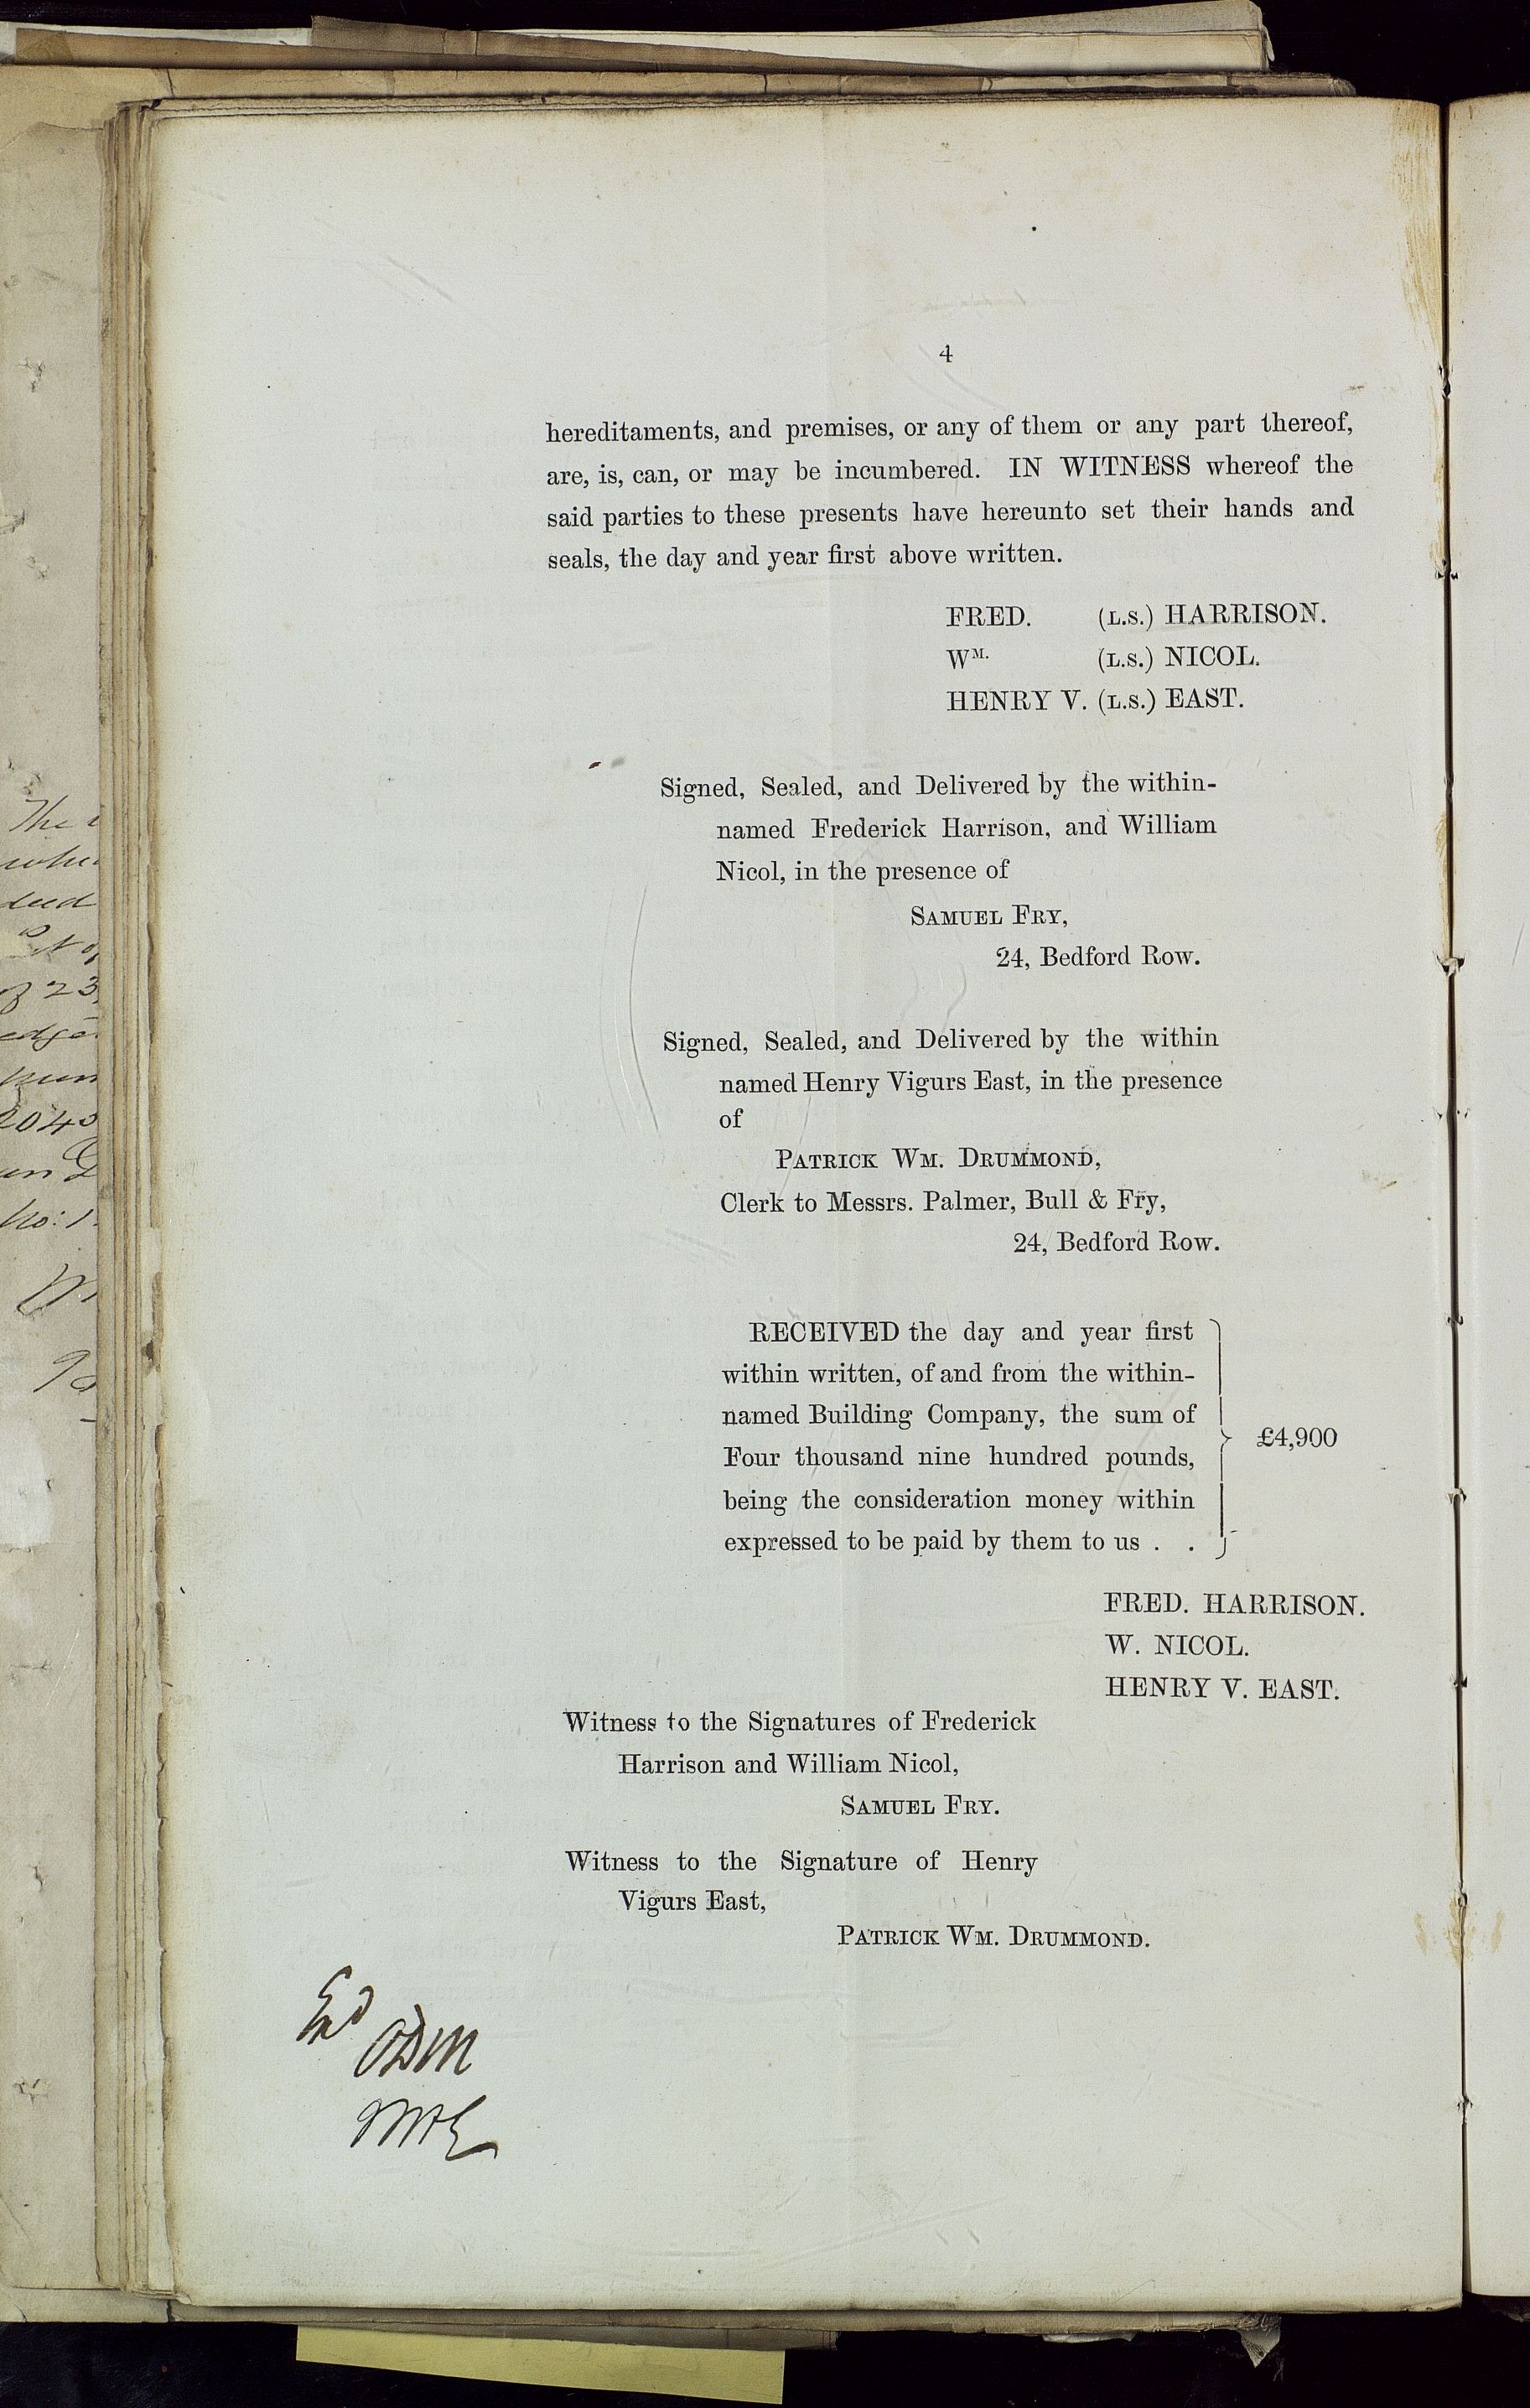 4
hereditaments, and premises, or any of them or any part thereof,
are, is, can, or may be incumbered. IN WITNESS whereof the
said parties to these presents have hereunto set their hands and
seals, the day and year first above written.
FRED. (L.S.) HARRISON.
WM. (L.S.) NICOL.
HENRY V. (L.S.) EAST.
Signed, Sealed, and Delivered by the within-
named Frederick Harrison, and William
Nicol, in the presence of
SAMUEL FRY,
24, Bedford Row.
Signed, Sealed, and Delivered by the within
named Henry Vigurs East, in the presence
of
PATRICK WM. DRUMMOND,
Clerk to Messrs. Palmer, Bull & Fry,
24, Bedford Row.
RECEIVED the day and year first
within written, of and from the within-
named Building Company, the sum of
Four thousand nine hundred pounds,
being the consideration money within
expressed to be paid by them to us . .
£4,900
FRED. HARRISON.
W. NICOL.
HENRY V. EAST.
Witness to the Signatures of Frederick
Harrison and William Nicol,
SAMUEL FRY.
Witness to the Signature of Henry
Vigurs East,
PATRICK WM. DRUMMOND.
Exd
The
deed